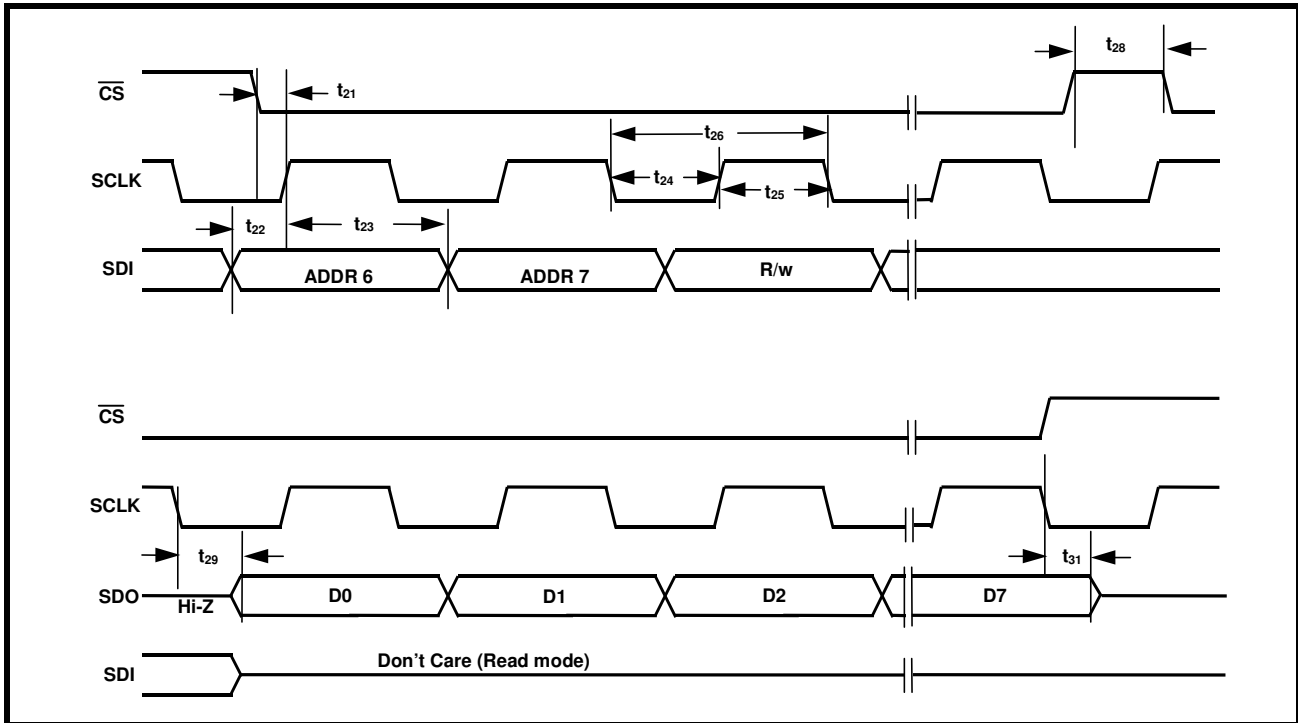 t28
CS
t21
t26
SCLK
t24
t25
t22
t23
SDI
ADDR 6
ADDR 7
R/w
CS
SCLK
t29
t31
SDO
Hi-Z
D0
D1
D2
D7
Don't Care (Read mode)
SDI